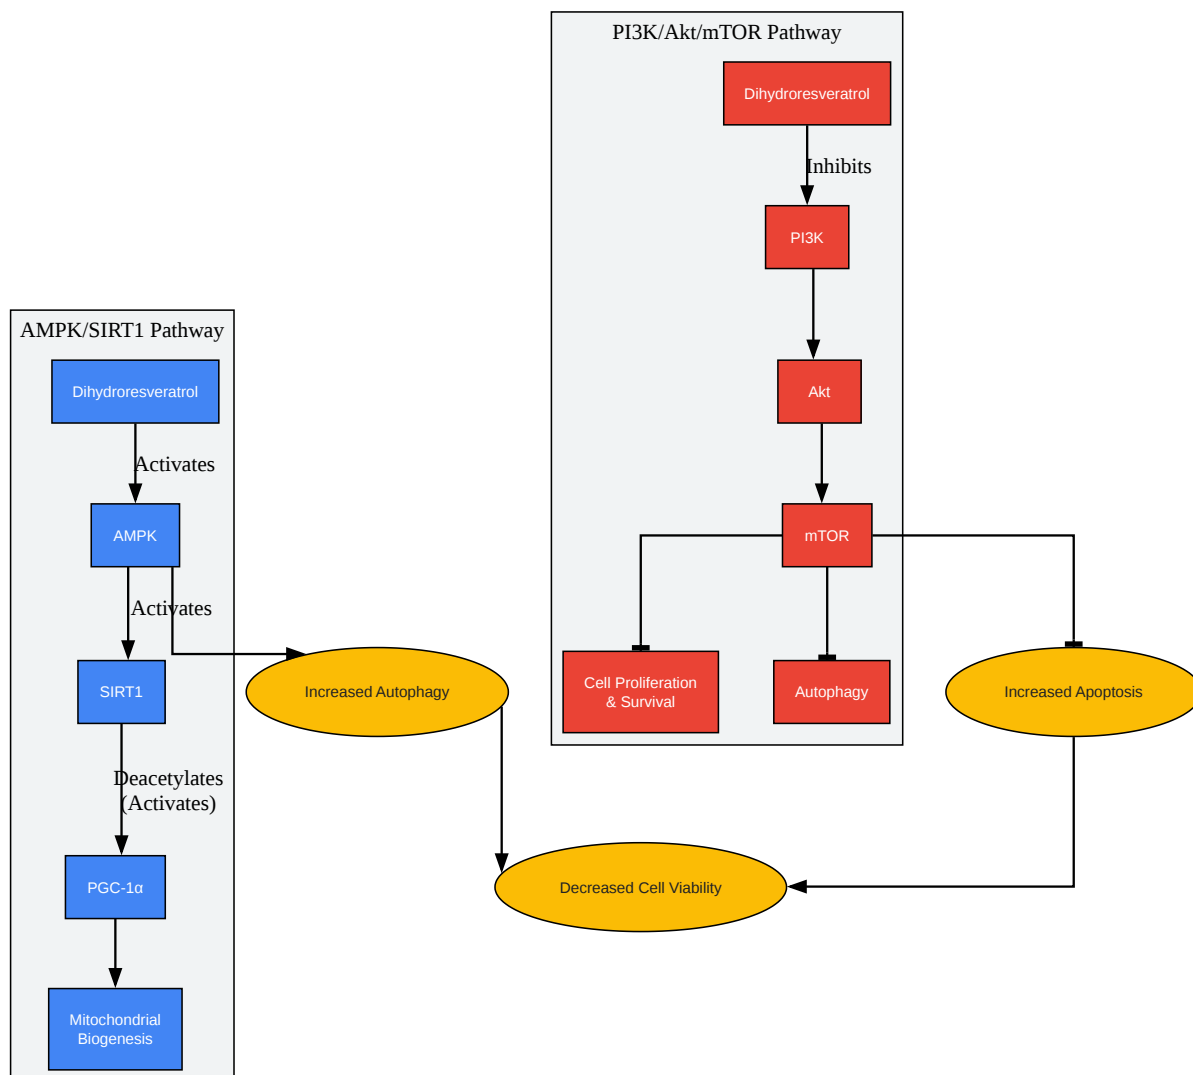 PI3K/Akt/mTOR Pathway
Dihydroresveratrol
Inhibits
PI3K
Akt
mTOR
Cell Proliferation
& Survival
Autophagy
AMPK/SIRT1 Pathway
Dihydroresveratrol
Activates
AMPK
Activates
SIRT1
Deacetylates
(Activates)
PGC-1α
Mitochondrial
Biogenesis
Increased Autophagy
Increased Apoptosis
Decreased Cell Viability